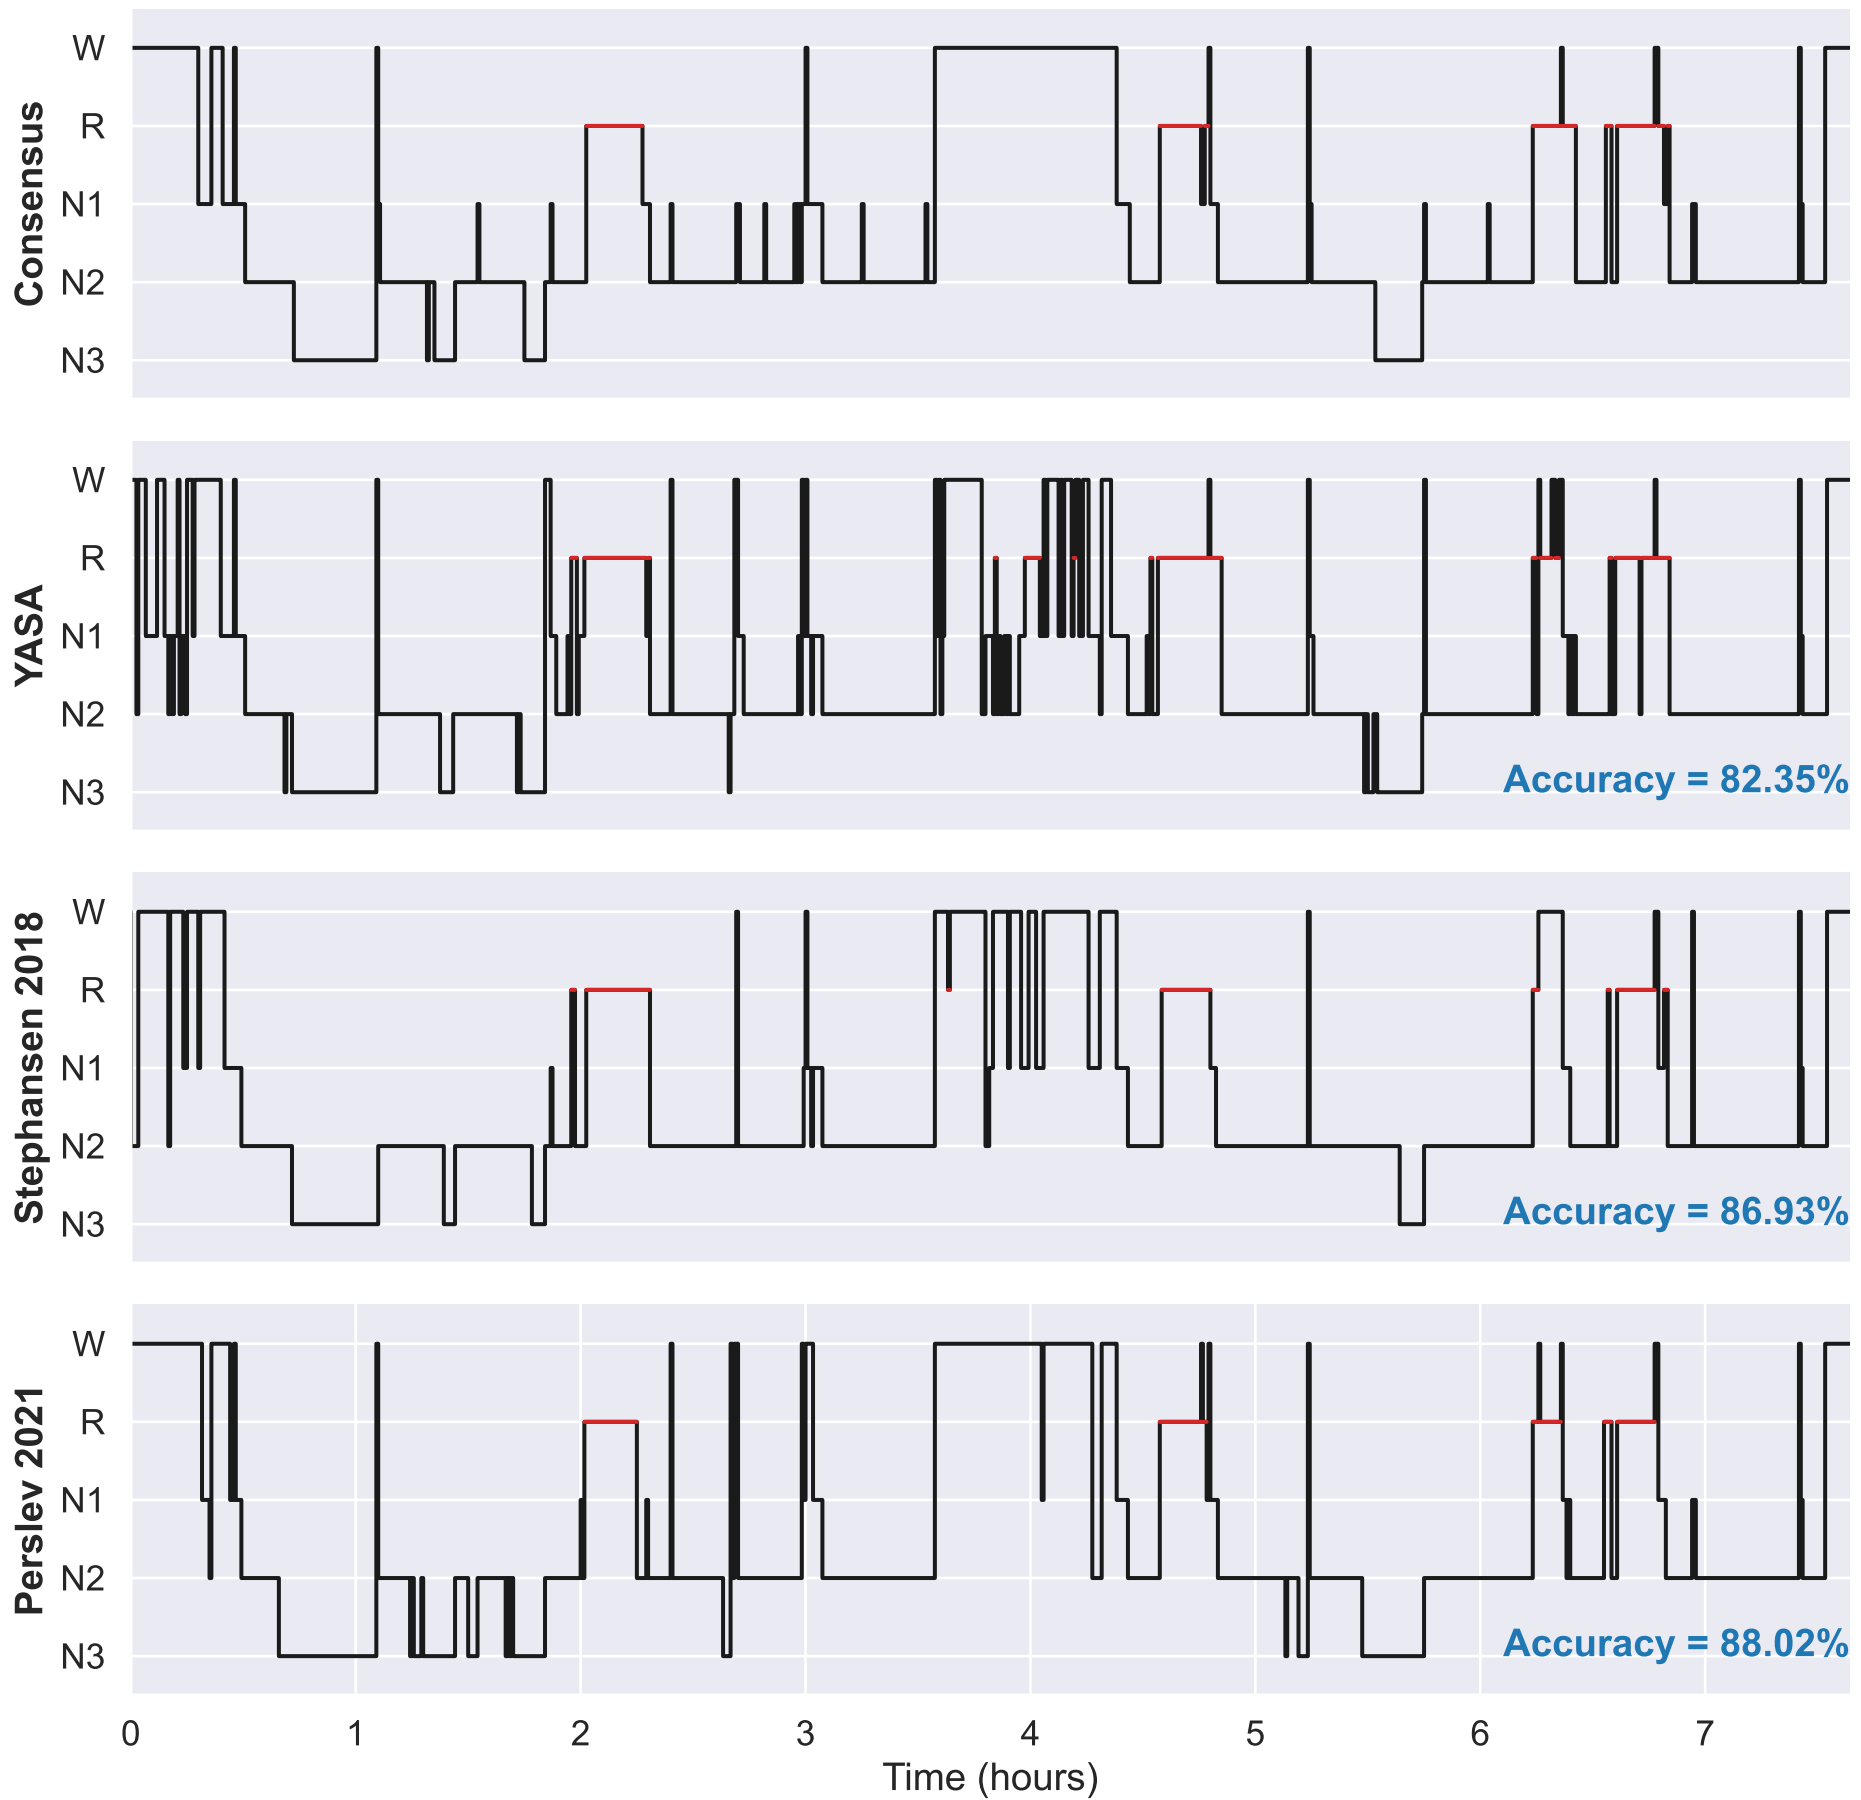 Consensus
W
R
N1
N2
N3
YASA
W
R
N1
N2
N3
Accuracy = 82.35%
Stephansen 2018
W
R
N1
N2
N3
Accuracy = 86.93%
Perslev 2021
W
R
N1
N2
N3
Accuracy = 88.02%
0 1 2 3 4 5 6 7
Time (hours)